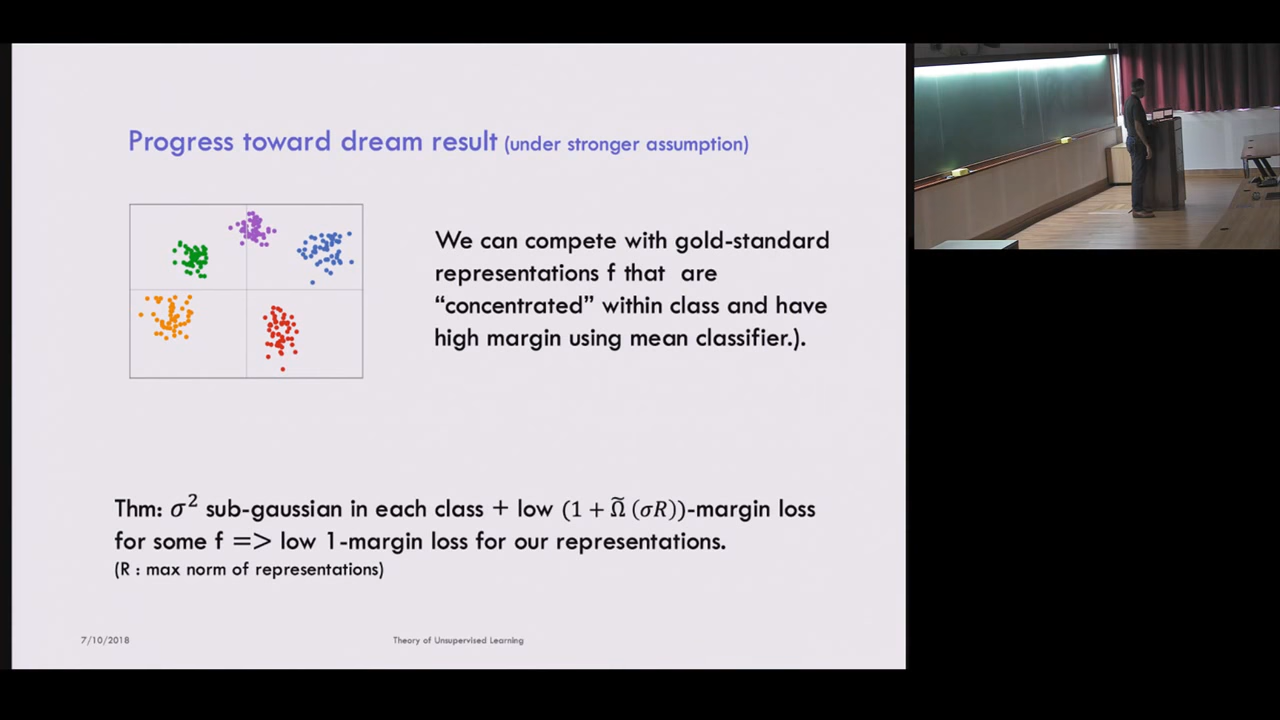 Progress toward dream result (under stronger assumption)
We can compete with gold-standard
representations f that are
“concentrated” within class and have
high margin using mean classifier.).
Thm: σ² sub-gaussian in each class + low (1 + Ω̃ (σR))-margin loss
for some f => low 1-margin loss for our representations.
(R : max norm of representations)
7/10/2018
Theory of Unsupervised Learning